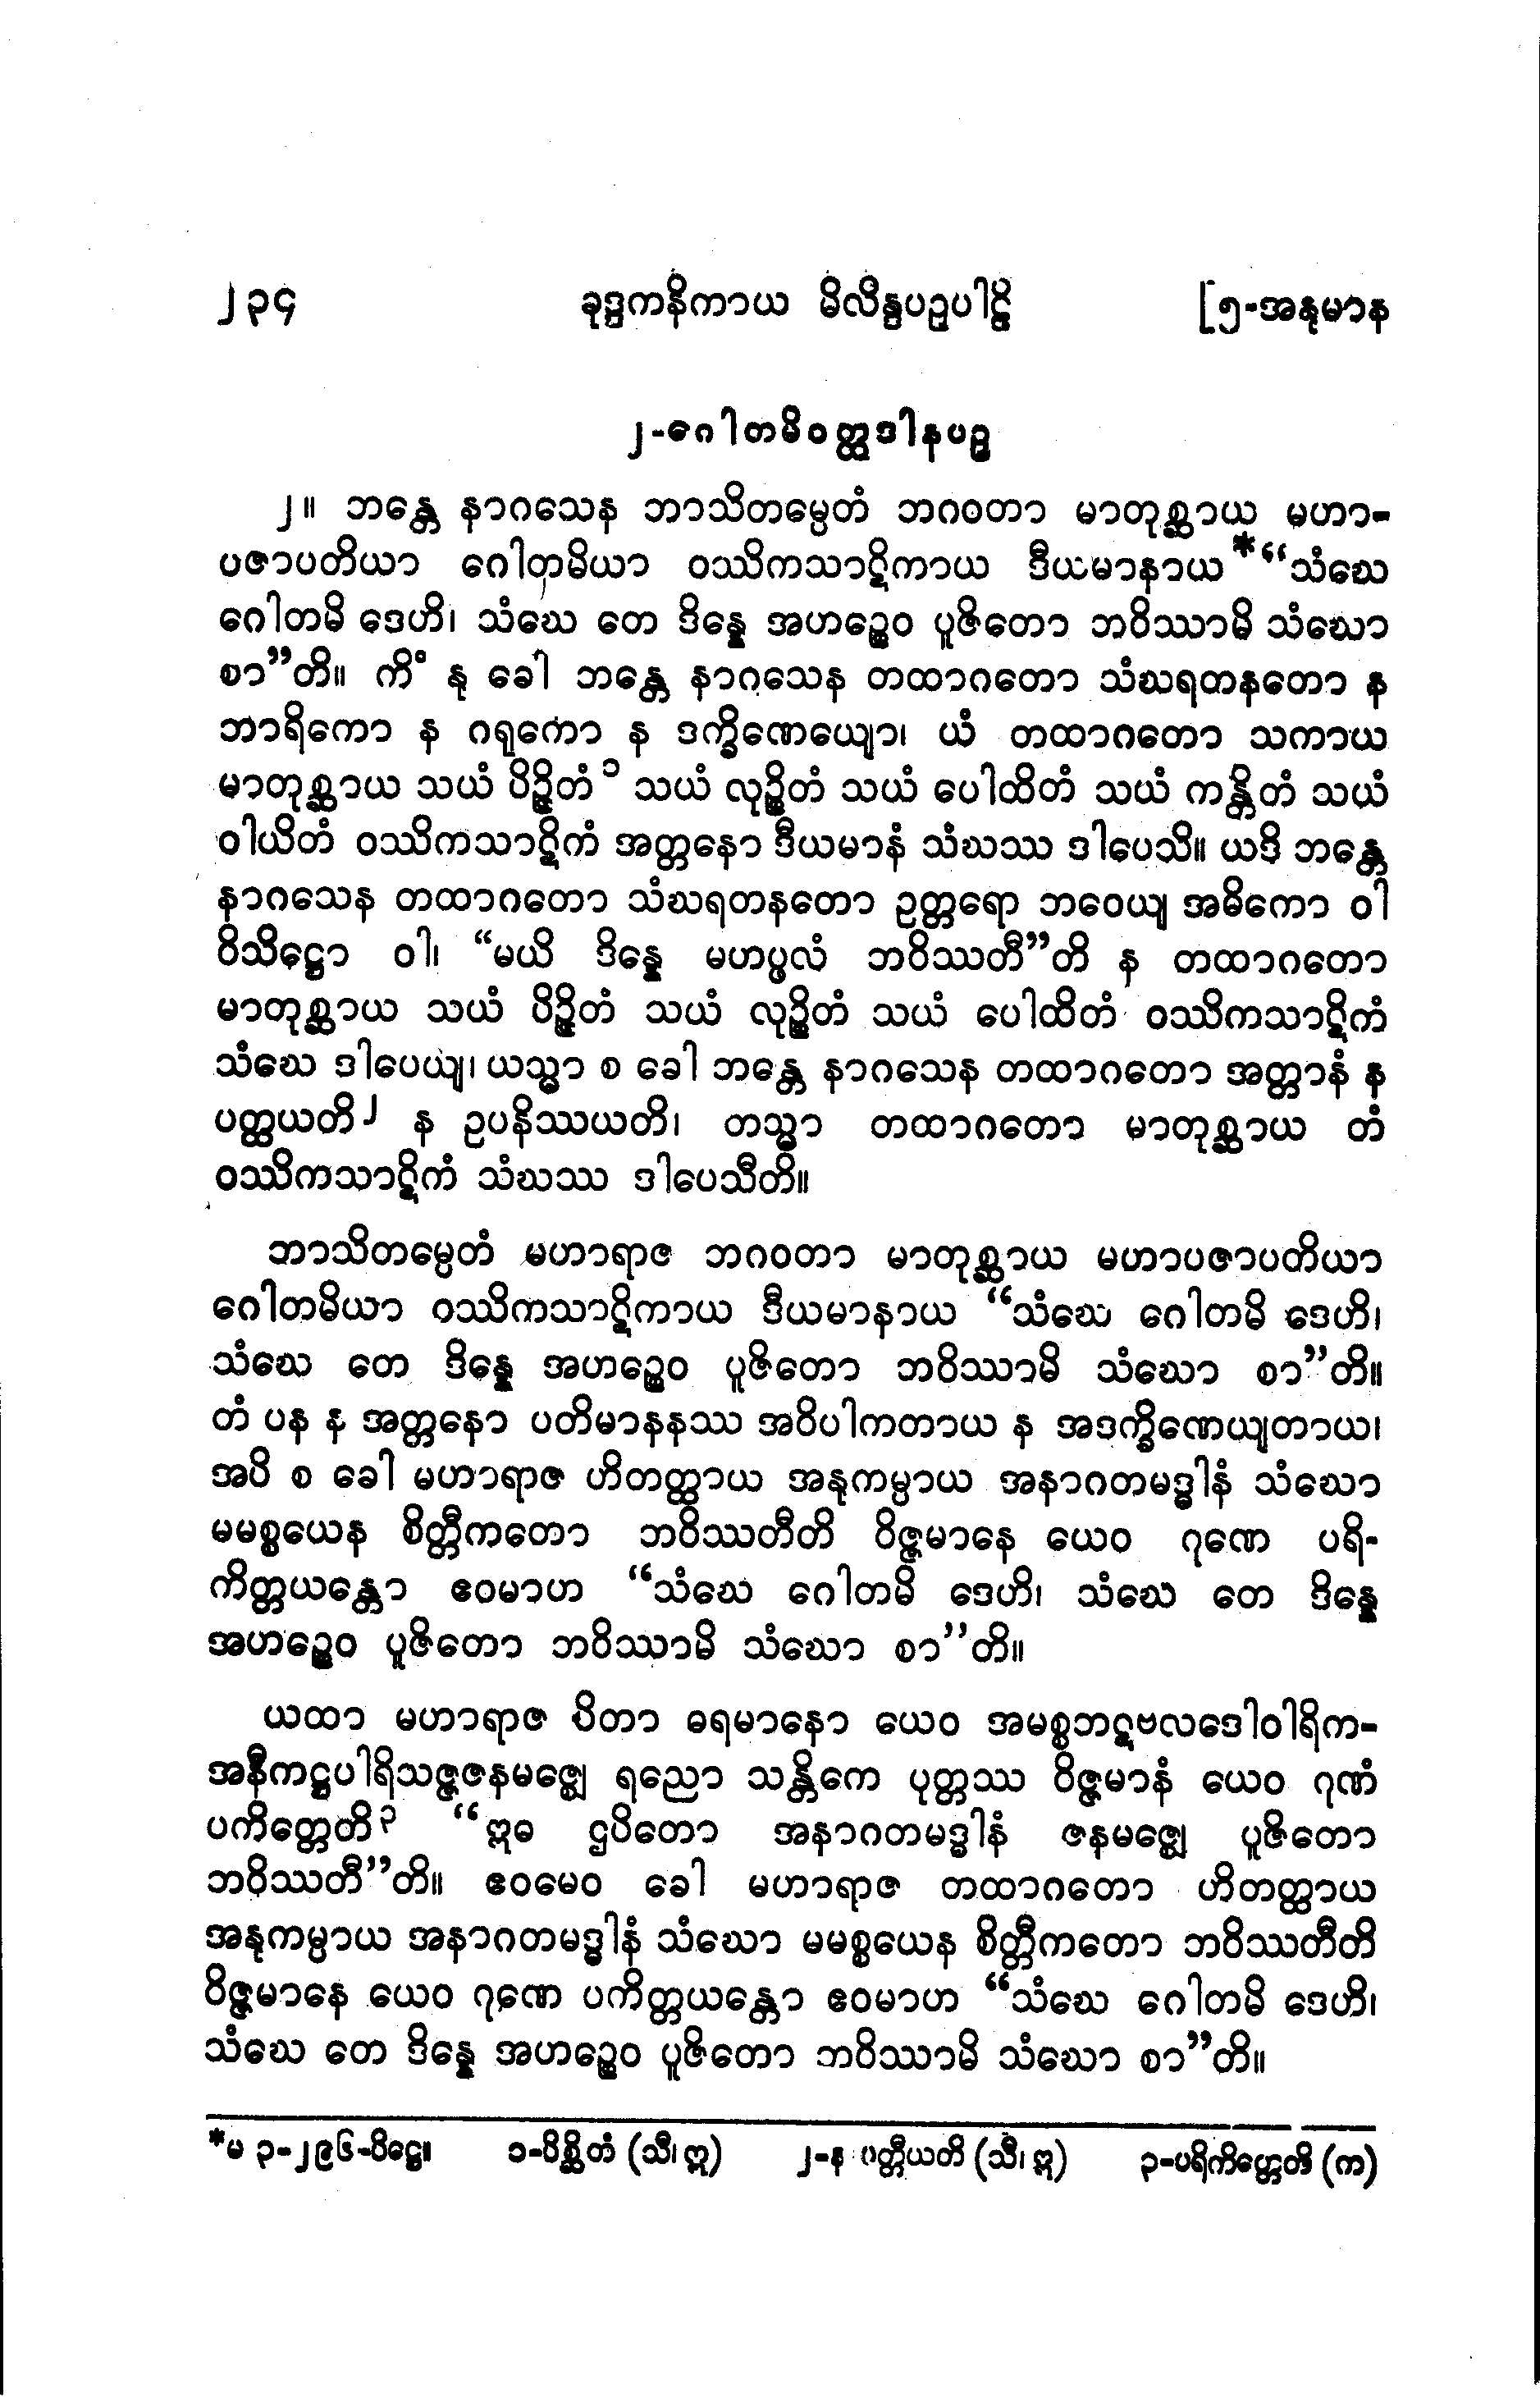 ၂၃၄ ခုဒ္ဒကနိကာယ မိလိန္ဒပဉှပါဠိ [၅-အနုမာန
၂-ဂေါတမိဝတ္ထဒါနပဉှ
၂။ ဘန္တေ နာဂသေန ဘာသိတမ္ပေတံ ဘဂဝတာ မာတုစ္ဆာယ မဟာ-
ပဇာပတိယာ ဂေါတမိယာ ဝဿိကသာဋိကာယ ဒီယမာနာယ* “သံဃေ
ဂေါတမိ ဒေဟိ၊ သံဃေ တေ ဒိန္နေ အဟဉ္စေဝ ပူဇိတော ဘဝိဿာမိ သံဃော
စာ”တိ။ ကိံ နု ခေါ ဘန္တေ နာဂသေန တထာဂတော သံဃရတနတော န
ဘာရိကော န ဂရုကော န ဒက္ခိဏေယျော၊ ယံ တထာဂတော သကာယ
မာတုစ္ဆာယ သယံ ပိဉ္ဇိတံ၁ သယံ လုဉ္စိတံ သယံ ပေါထိတံ သယံ ကန္တိတံ သယံ
ဝါယိတံ ဝဿိကသာဋိကံ အတ္တနော ဒီယမာနံ သံဃဿ ဒါပေသိ။ ယဒိ ဘန္တေ
နာဂသေန တထာဂတော သံဃရတနတော ဥတ္တရော ဘဝေယျ အဓိကော ဝါ
ဝိသိဋ္ဌော ဝါ၊ “မယိ ဒိန္နေ မဟပ္ဖလံ ဘဝိဿတီ”တိ န တထာဂတော
မာတုစ္ဆာယ သယံ ပိဉ္ဇိတံ သယံ လုဉ္စိတံ သယံ ပေါထိတံ ဝဿိကသာဋိကံ
သံဃေ ဒါပေယျ၊ ယသ္မာ စ ခေါ ဘန္တေ နာဂသေန တထာဂတော အတ္တာနံ န
ပတ္ထယတိ၂ န ဥပနိဿယတိ၊ တသ္မာ တထာဂတော မာတုစ္ဆာယ တံ
ဝဿိကသာဋိကံ သံဃဿ ဒါပေသီတိ။
ဘာသိတမ္ပေတံ မဟာရာဇ ဘဂဝတာ မာတုစ္ဆာယ မဟာပဇာပတိယာ
ဂေါတမိယာ ဝဿိကသာဋိကာယ ဒီယမာနာယ “သံဃေ ဂေါတမိ ဒေဟိ၊
သံဃေ တေ ဒိန္နေ အဟဉ္စေဝ ပူဇိတော ဘဝိဿာမိ သံဃော စာ”တိ။
တံ ပန န အတ္တနော ပတိမာနနဿ အဝိပါကတာယ န အဒက္ခိဏေယျတာယ၊
အပိ စ ခေါ မဟာရာဇ ဟိတတ္ထာယ အနုကမ္ပာယ အနာဂတမဒ္ဓါနံ သံဃော
မမစ္စယေန စိတ္တီကတော ဘဝိဿတီတိ ဝိဇ္ဇမာနေ ယေဝ ဂုဏေ ပရိ-
ကိတ္တယန္တော ဧဝမာဟ “သံဃေ ဂေါတမိ ဒေဟိ၊ သံဃေ တေ ဒိန္နေ
အဟဉ္စေဝ ပူဇိတော ဘဝိဿာမိ သံဃော စာ”တိ။
ယထာ မဟာရာဇ ပိတာ ဓရမာနော ယေဝ အမစ္စဘဋဗလဒေါဝါရိက-
အနီကဋ္ဌပါရိသဇ္ဇဇနမဇ္ဈေ ရညော သန္တိကေ ပုတ္တဿ ဝိဇ္ဇမာနံ ယေဝ ဂုဏံ
ပကိတ္တေတိ၃ “ဣဓ ဌပိတော အနာဂတမဒ္ဓါနံ ဇနမဇ္ဈေ ပူဇိတော
ဘဝိဿတီ”တိ။ ဧဝမေဝ ခေါ မဟာရာဇ တထာဂတော ဟိတတ္ထာယ
အနုကမ္ပာယ အနာဂတမဒ္ဓါနံ သံဃော မမစ္စယေန စိတ္တီကတော ဘဝိဿတီတိ
ဝိဇ္ဇမာနေ ယေဝ ဂုဏေ ပကိတ္တယန္တော ဧဝမာဟ “သံဃေ ဂေါတမိ ဒေဟိ၊
သံဃေ တေ ဒိန္နေ အဟဉ္စေဝ ပူဇိတော ဘဝိဿာမိ သံဃော စာ”တိ။
*မ ၃-၂၉၆-ပိဋ္ဌေ။ ၁-ပိစ္ဆိတံ (သီ၊ ဣ) ၂-န ပတ္တီယတိ (သီ၊ ဣ) ၃-ပရိကိတ္တေတိ (က)